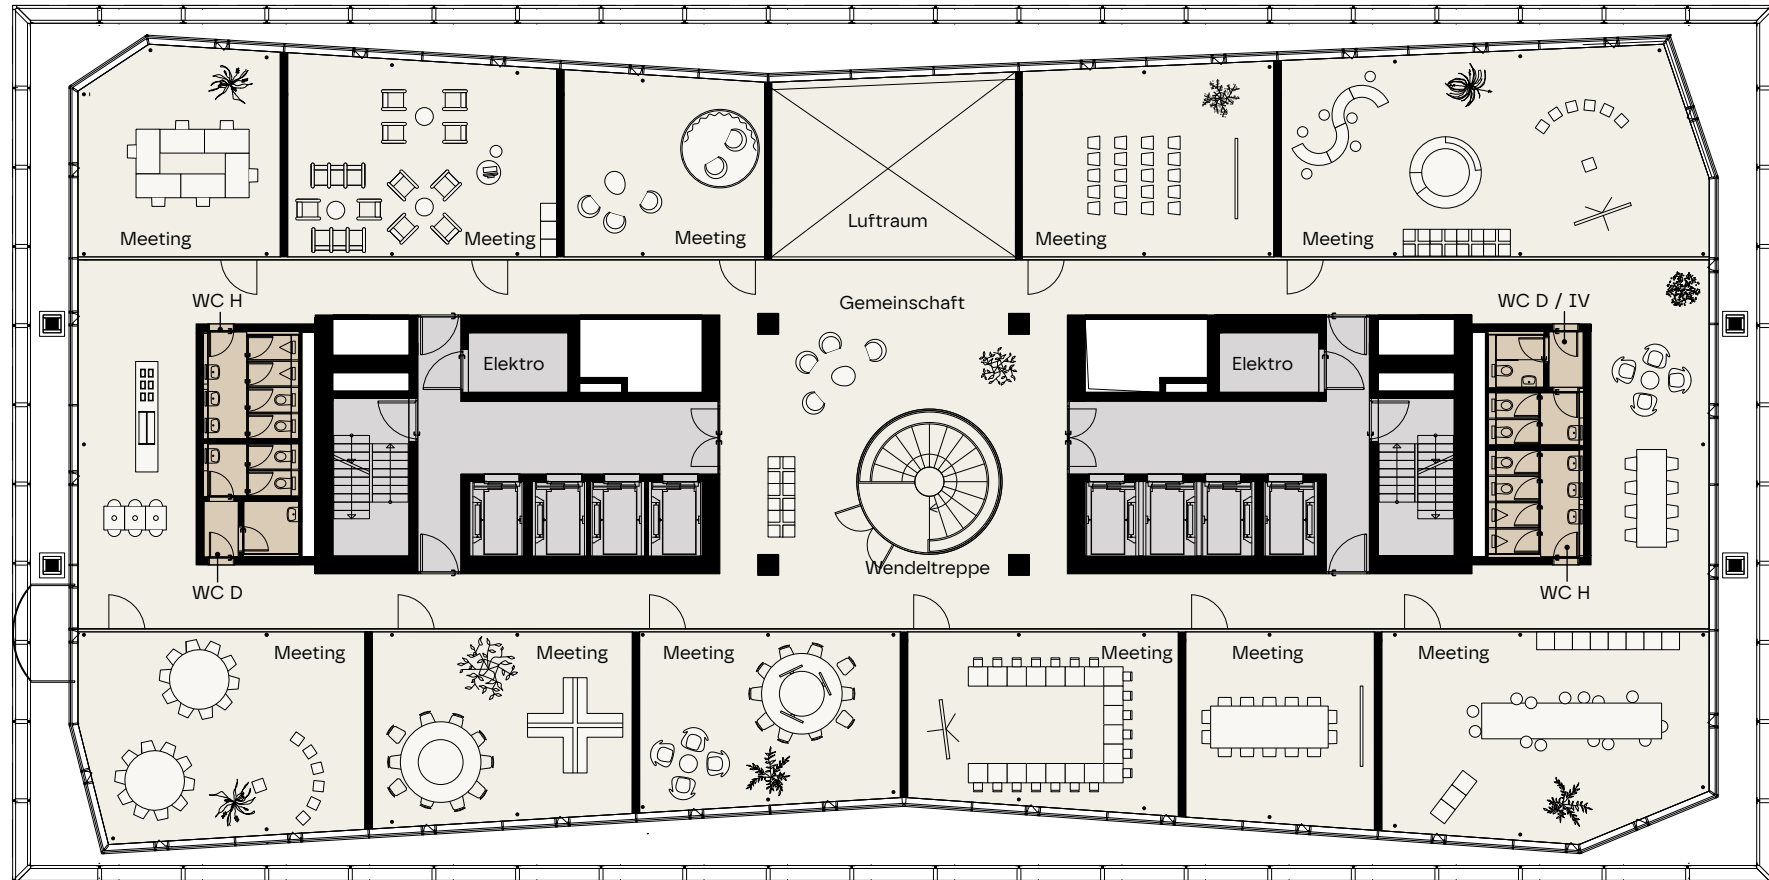 Luftraum
Meeting
Meeting
Meeting
Meeting
Meeting
WC H
Gemeinschaft
WC D / IV
Elektro
Elektro
Wendeltreppe
WC D
WC H
Meeting
Meeting
Meeting
Meeting
Meeting
Meeting